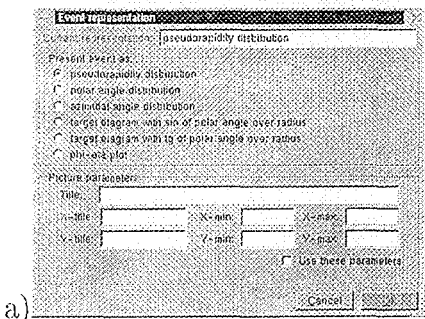 Event representation
Current representation: pseudorapidity distribution
Present event as:
pseudorapidity distribution
polar angle distribution
azimutal angle distribution
target diagram with sin of polar angle over radius
target diagram with tg of polar angle over radius
phi-eta plot
Picture parameter:
Title:
X-title: X-min: X-max:
Y-title: Y-min: Y-max:
Use these parameters
Cancel
a)